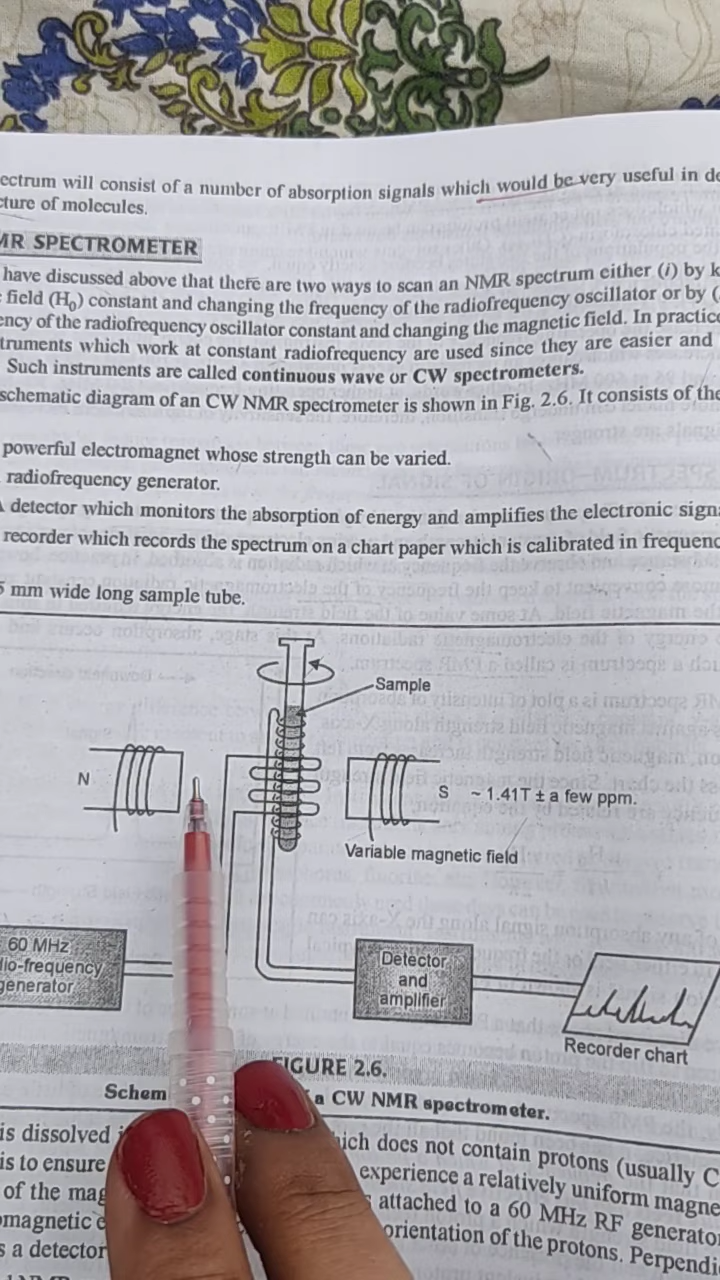 ectrum will consist of a number of absorption signals which would be very useful in de
cture of molecules.
MR SPECTROMETER
have discussed above that there are two ways to scan an NMR spectrum either (i) by k
field (H₀) constant and changing the frequency of the radiofrequency oscillator or by (
ency of the radiofrequency oscillator constant and changing the magnetic field. In practice
truments which work at constant radiofrequency are used since they are easier and
Such instruments are called continuous wave or CW spectrometers.
schematic diagram of an CW NMR spectrometer is shown in Fig. 2.6. It consists of the
powerful electromagnet whose strength can be varied.
radiofrequency generator.
A detector which monitors the absorption of energy and amplifies the electronic signa
recorder which records the spectrum on a chart paper which is calibrated in frequenc
5 mm wide long sample tube.
Sample
N
S ~ 1.41T ± a few ppm.
Variable magnetic field
60 MHz
dio-frequency
generator
Detector
and
amplifier
Recorder chart
FIGURE 2.6.
Schem a CW NMR spectrometer.
is dissolved hich does not contain protons (usually C
is to ensure experience a relatively uniform magne
of the mag attached to a 60 MHz RF generator
omagnetic orientation of the protons. Perpendi
s a detector